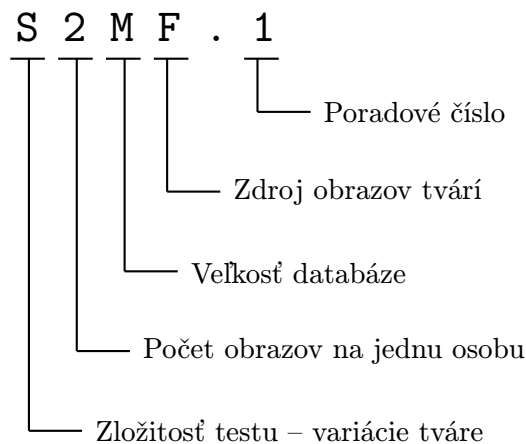 S 2 M F . 1
Poradové číslo
Zdroj obrazov tvárí
Veľkosť databáze
Počet obrazov na jednu osobu
Zložitosť testu – variácie tváre